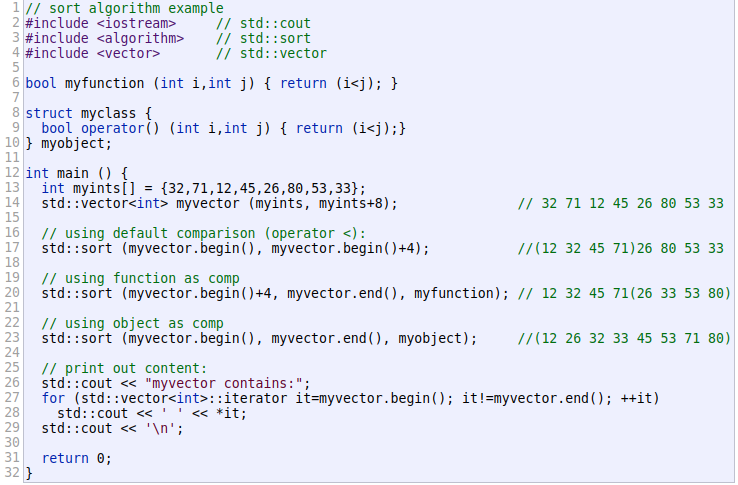 1 // sort algorithm example
2 #include <iostream>     // std::cout
3 #include <algorithm>    // std::sort
4 #include <vector>       // std::vector
5
6 bool myfunction (int i,int j) { return (i<j); }
7
8 struct myclass {
9   bool operator() (int i,int j) { return (i<j);}
10 } myobject;
11
12 int main () {
13   int myints[] = {32,71,12,45,26,80,53,33};
14   std::vector<int> myvector (myints, myints+8);               // 32 71 12 45 26 80 53 33
15
16   // using default comparison (operator <):
17   std::sort (myvector.begin(), myvector.begin()+4);           //(12 32 45 71)26 80 53 33
18
19   // using function as comp
20   std::sort (myvector.begin()+4, myvector.end(), myfunction); // 12 32 45 71(26 33 53 80)
21
22   // using object as comp
23   std::sort (myvector.begin(), myvector.end(), myobject);     //(12 26 32 33 45 53 71 80)
24
25   // print out content:
26   std::cout << "myvector contains:";
27   for (std::vector<int>::iterator it=myvector.begin(); it!=myvector.end(); ++it)
28     std::cout << ' ' << *it;
29   std::cout << '\n';
30
31   return 0;
32 }